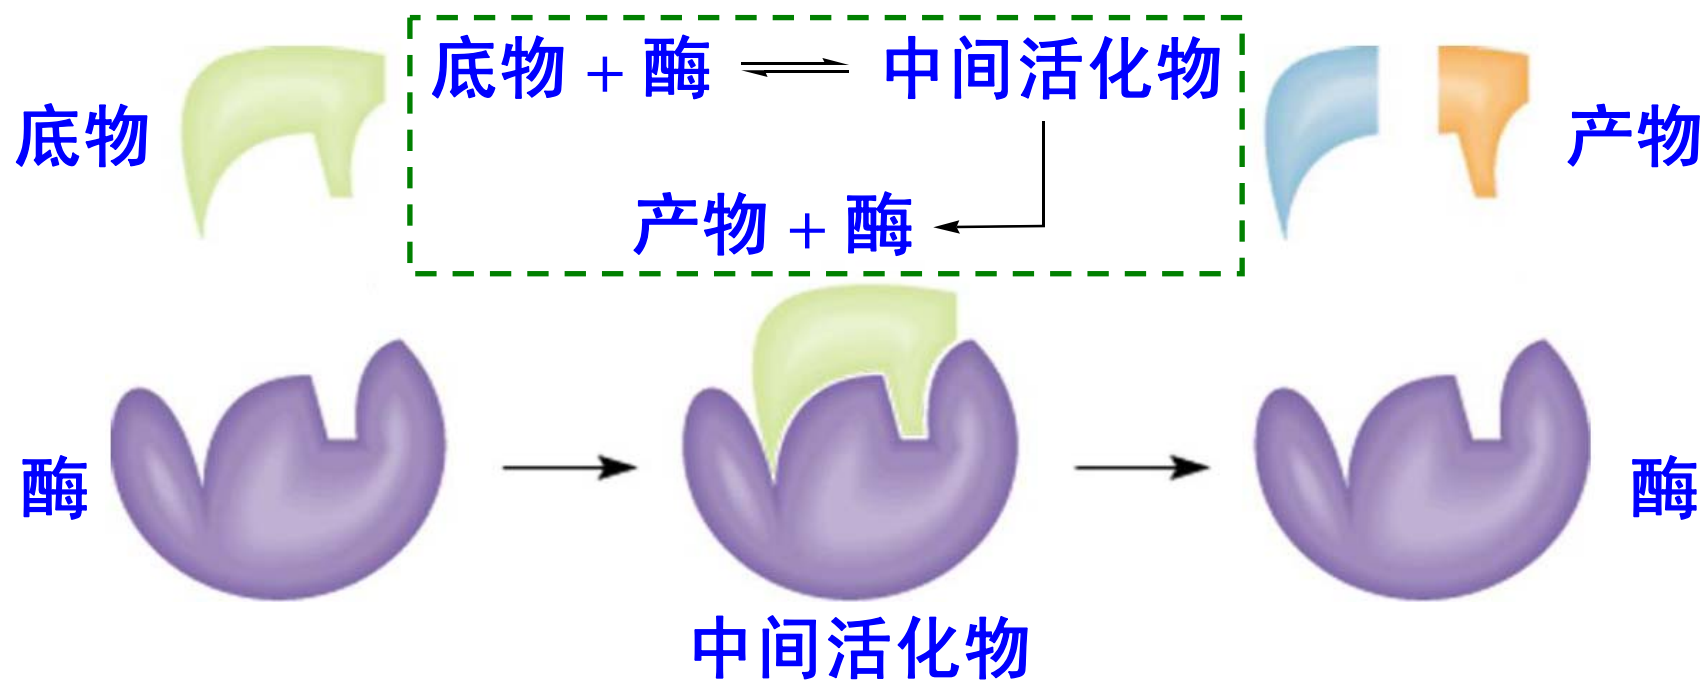 底物 + 酶 ⇌ 中间活化物
底物
产物
产物 + 酶
酶
酶
中间活化物